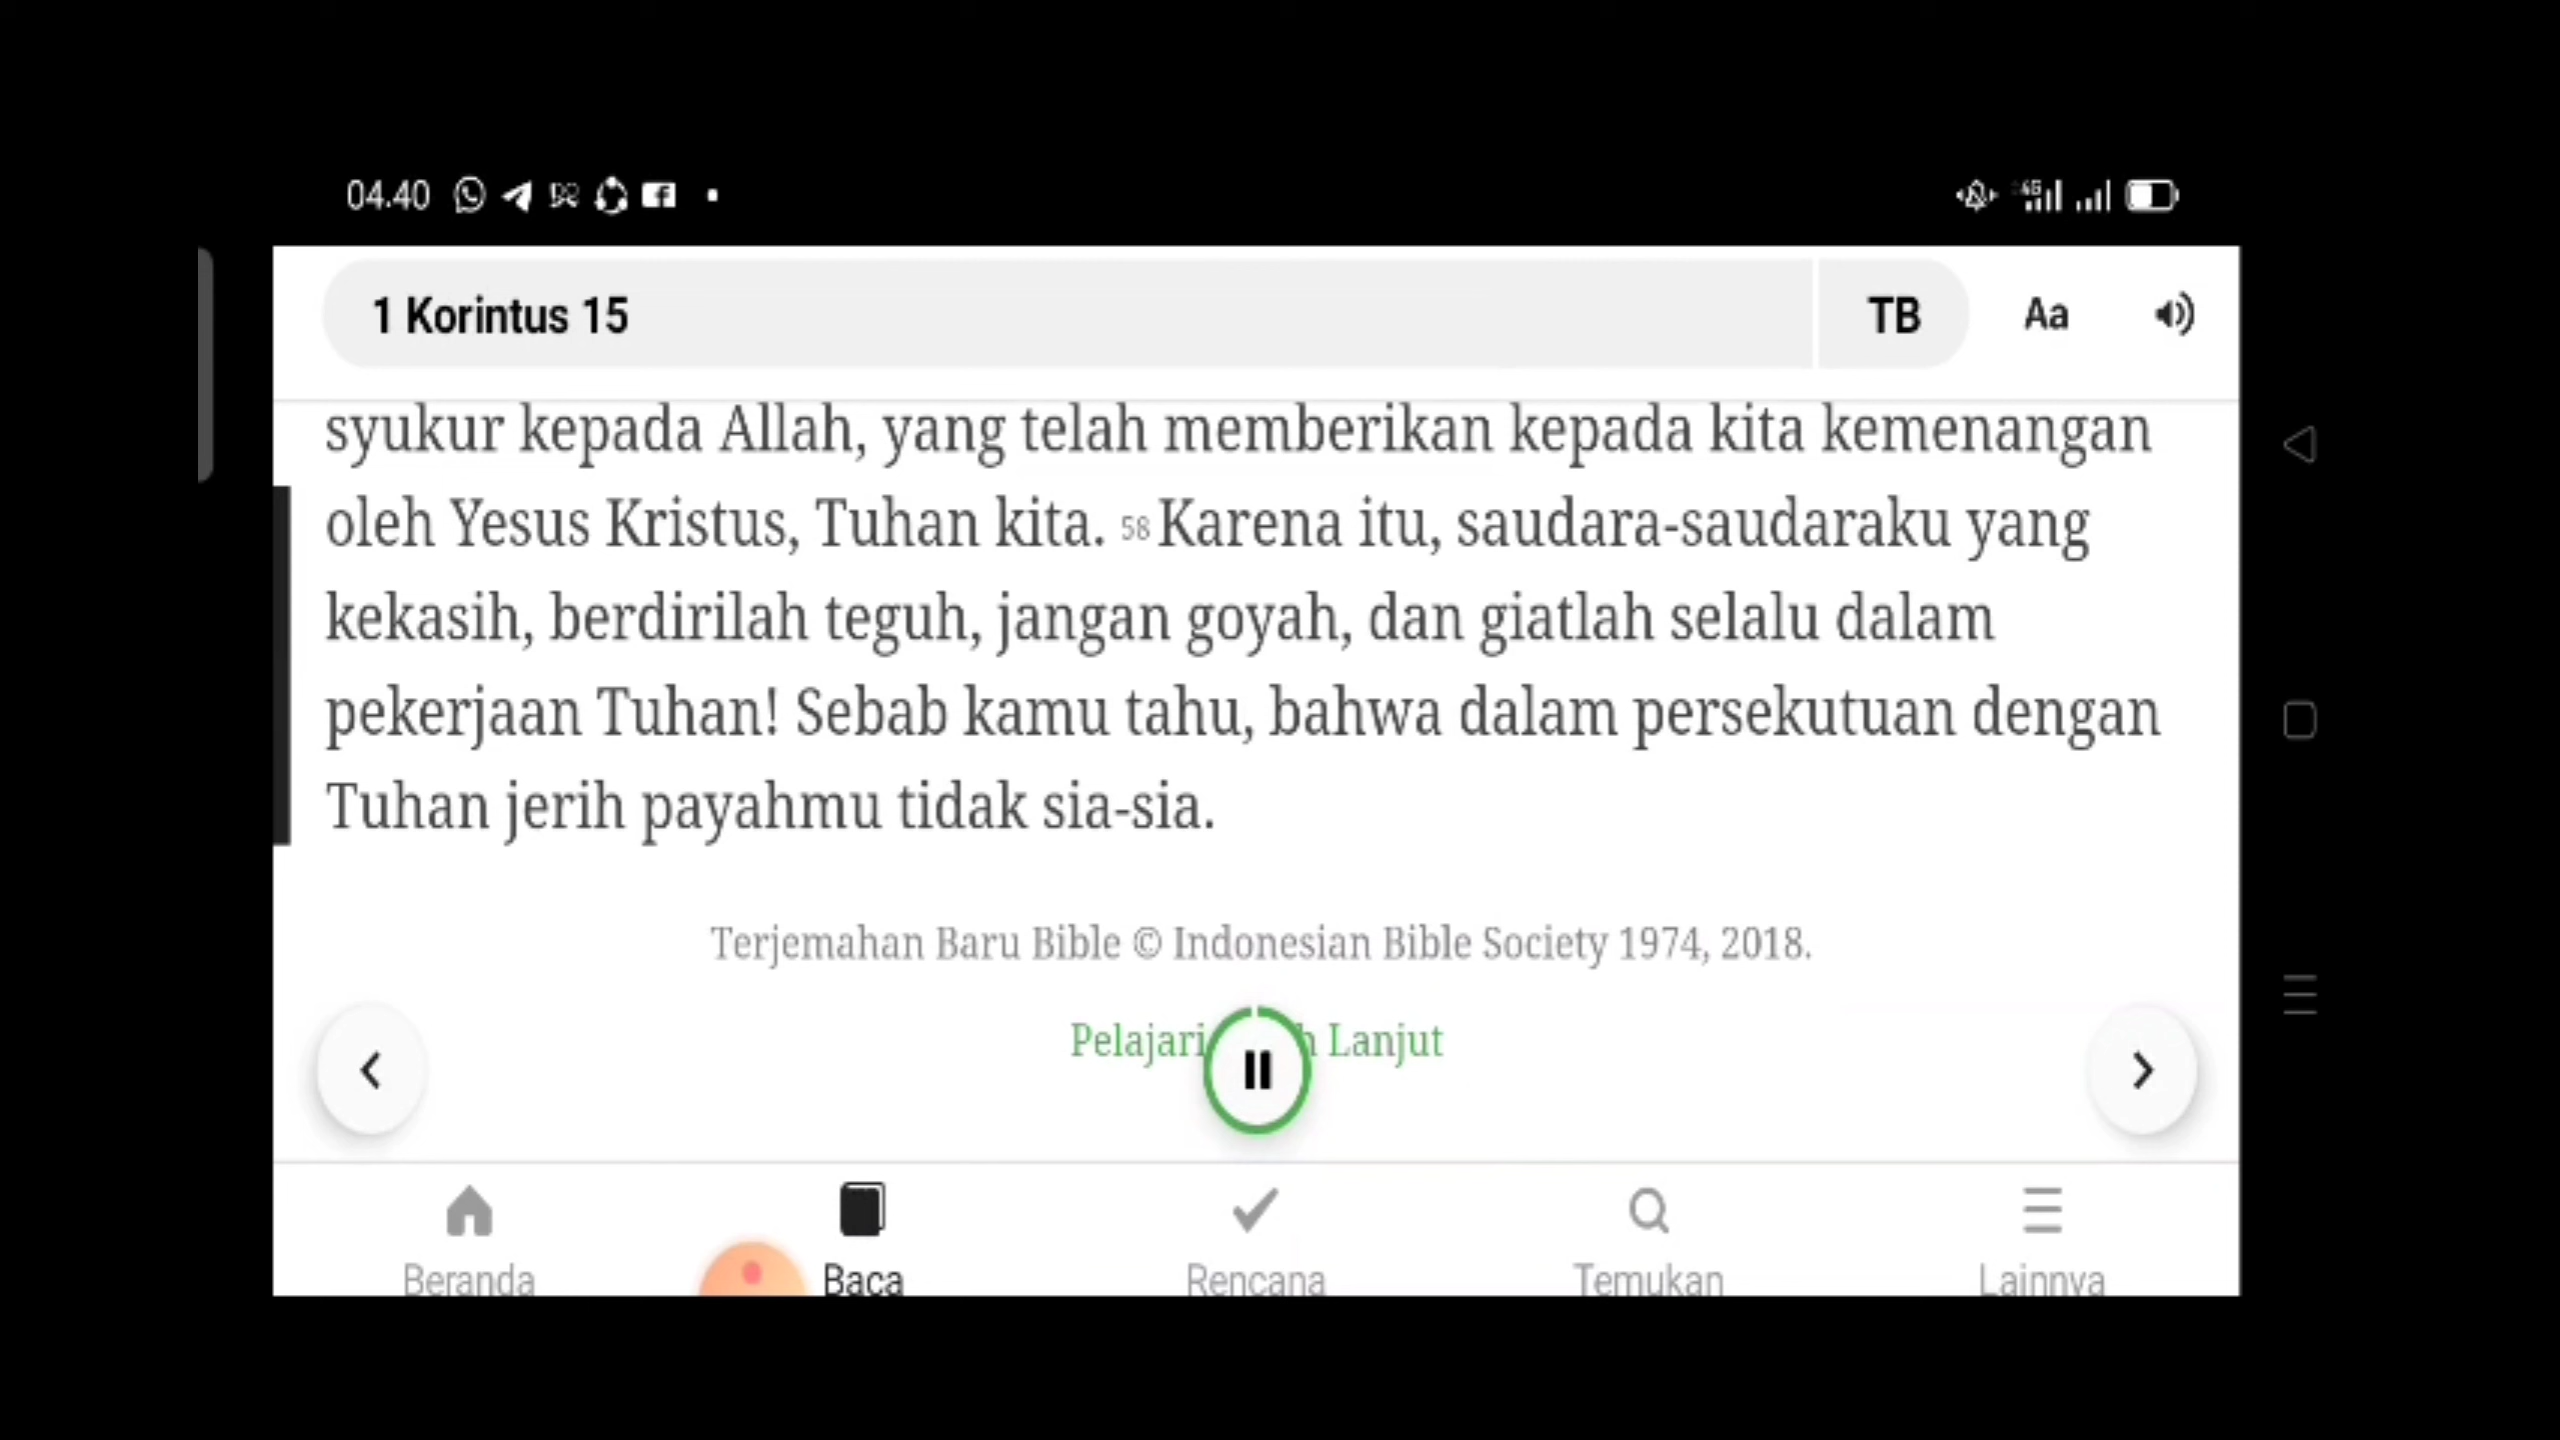 04.40
4G
1 Korintus 15
TB
Aa
syukur kepada Allah, yang telah memberikan kepada kita kemenangan
oleh Yesus Kristus, Tuhan kita. 58 Karena itu, saudara-saudaraku yang
kekasih, berdirilah teguh, jangan goyah, dan giatlah selalu dalam
pekerjaan Tuhan! Sebab kamu tahu, bahwa dalam persekutuan dengan
Tuhan jerih payahmu tidak sia-sia.
Terjemahan Baru Bible © Indonesian Bible Society 1974, 2018.
Pelajari Lanjut
Beranda
Baca
Rencana
Temukan
Lainnya